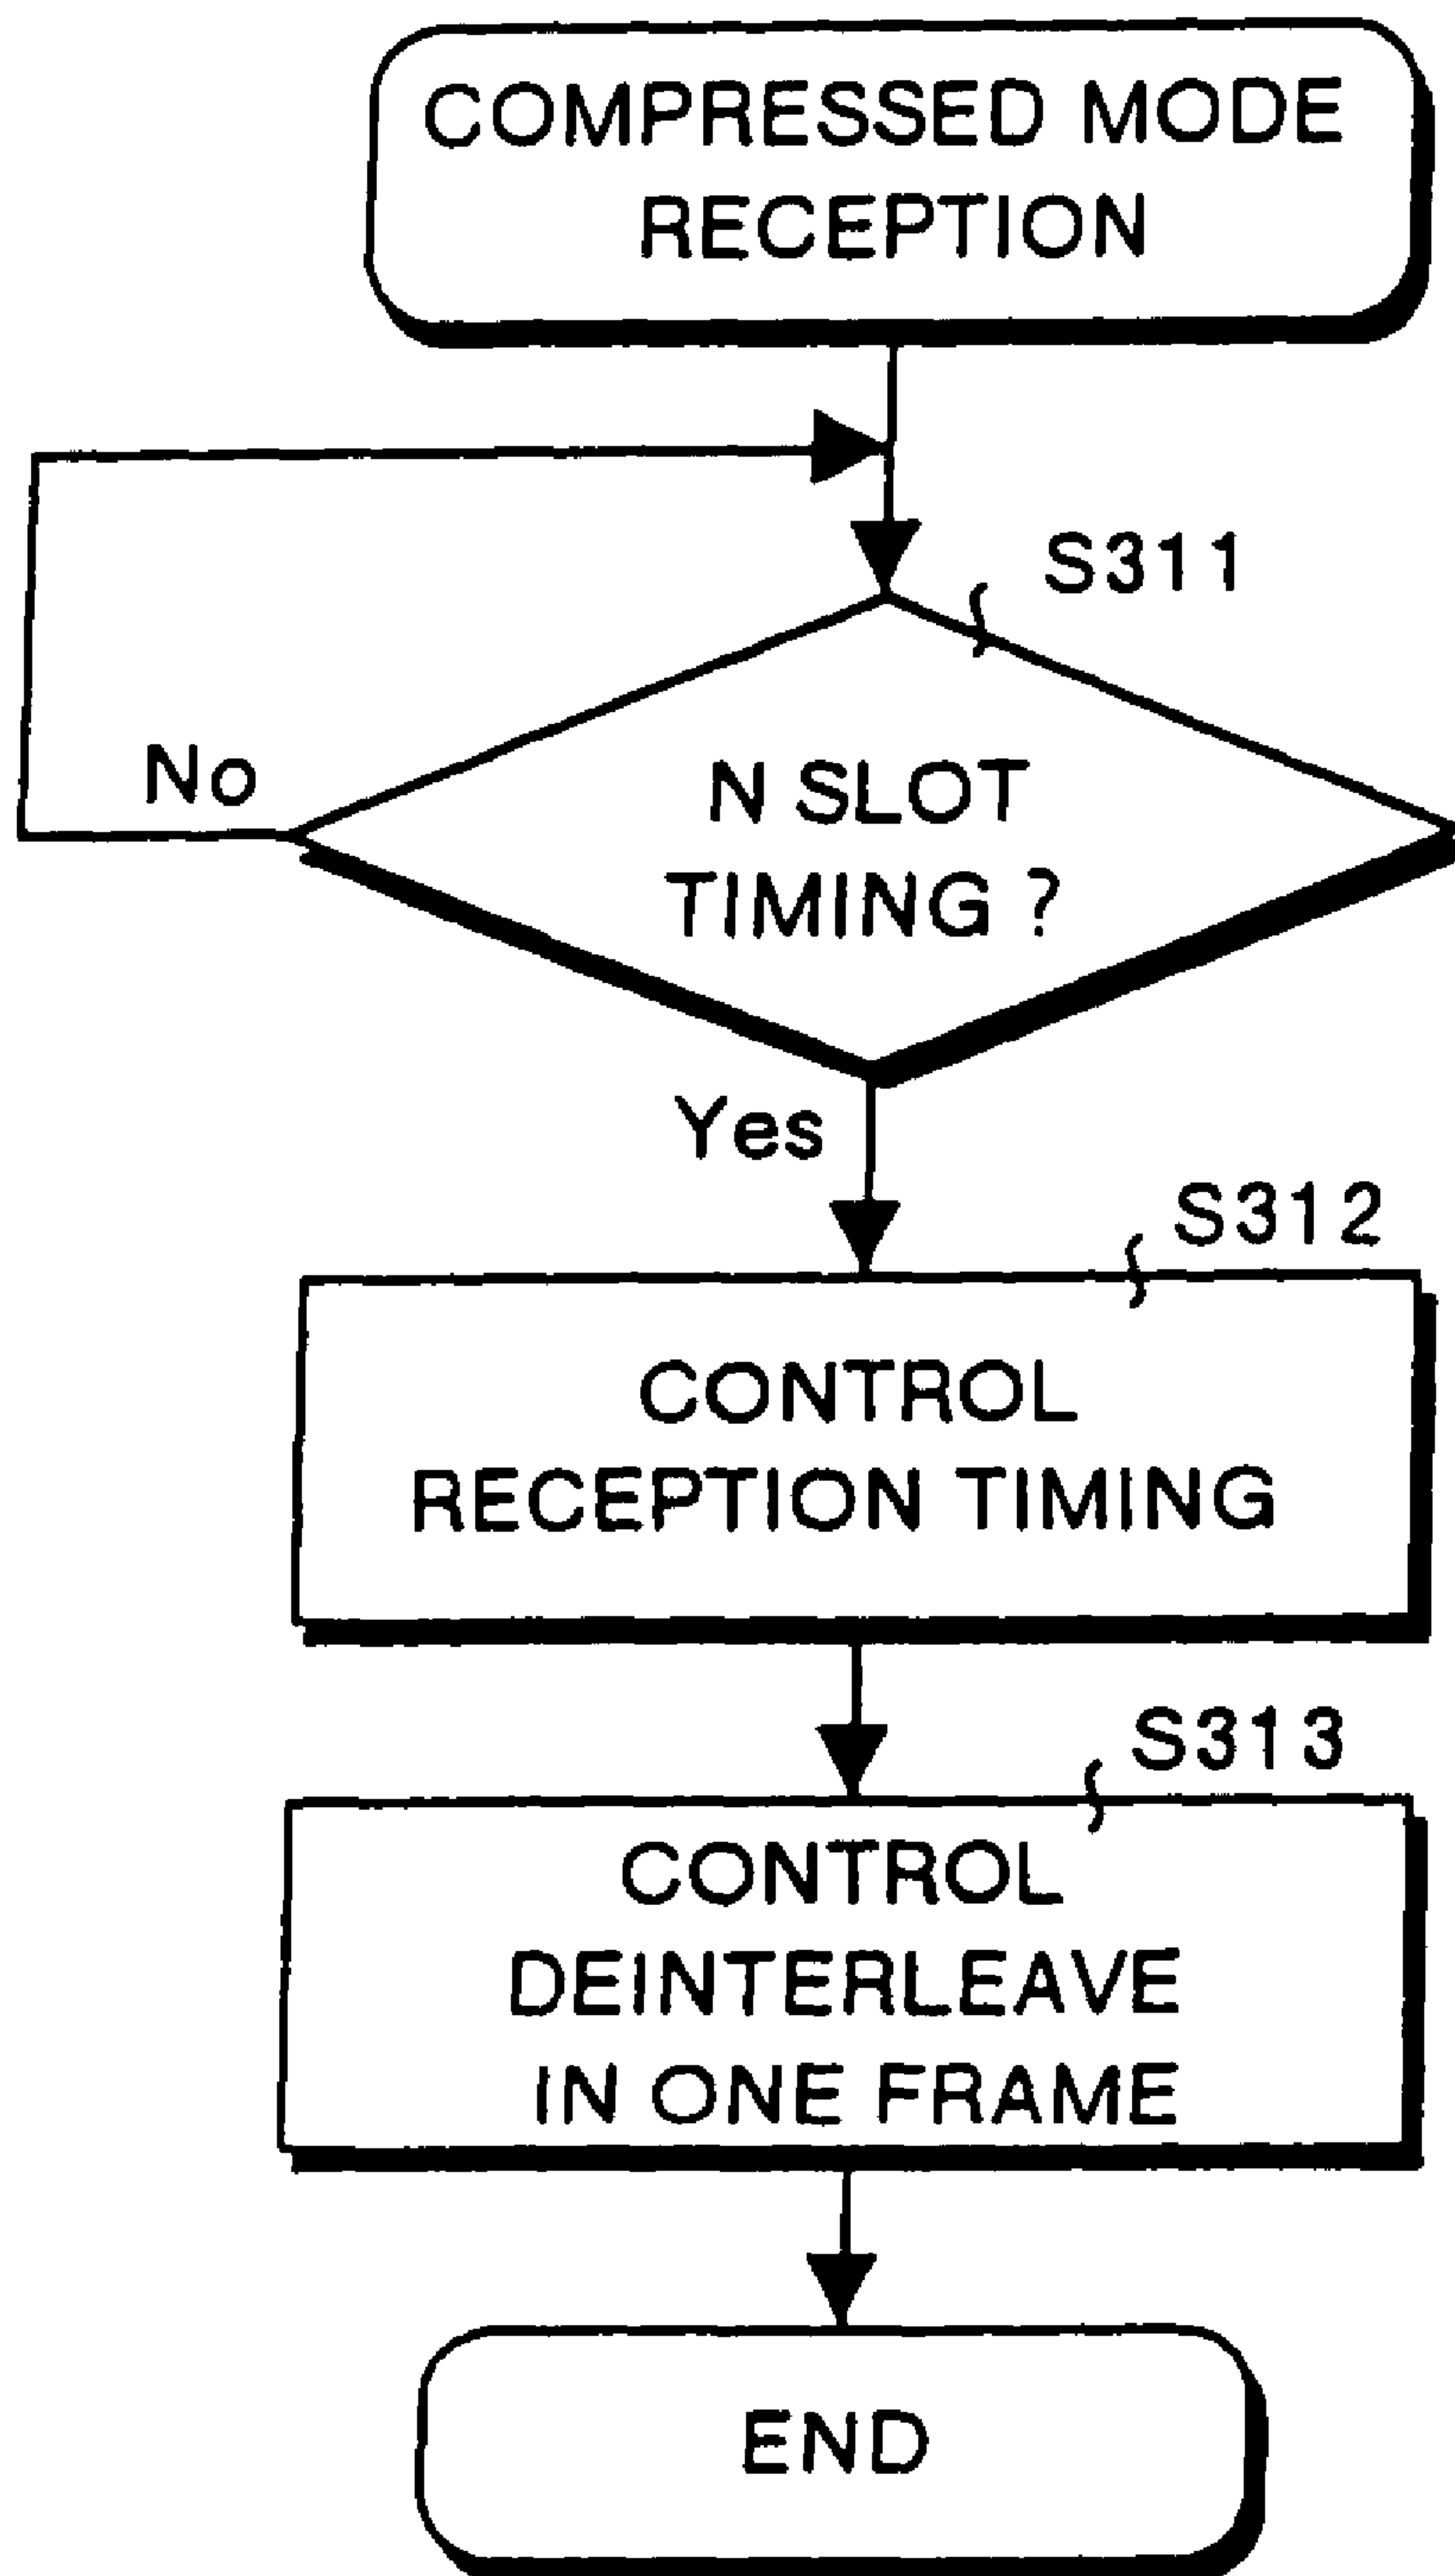 COMPRESSED MODE
RECEPTION
S311
No
N SLOT
TIMING ?
Yes
S312
CONTROL
RECEPTION TIMING
S313
CONTROL
DEINTERLEAVE
IN ONE FRAME
END